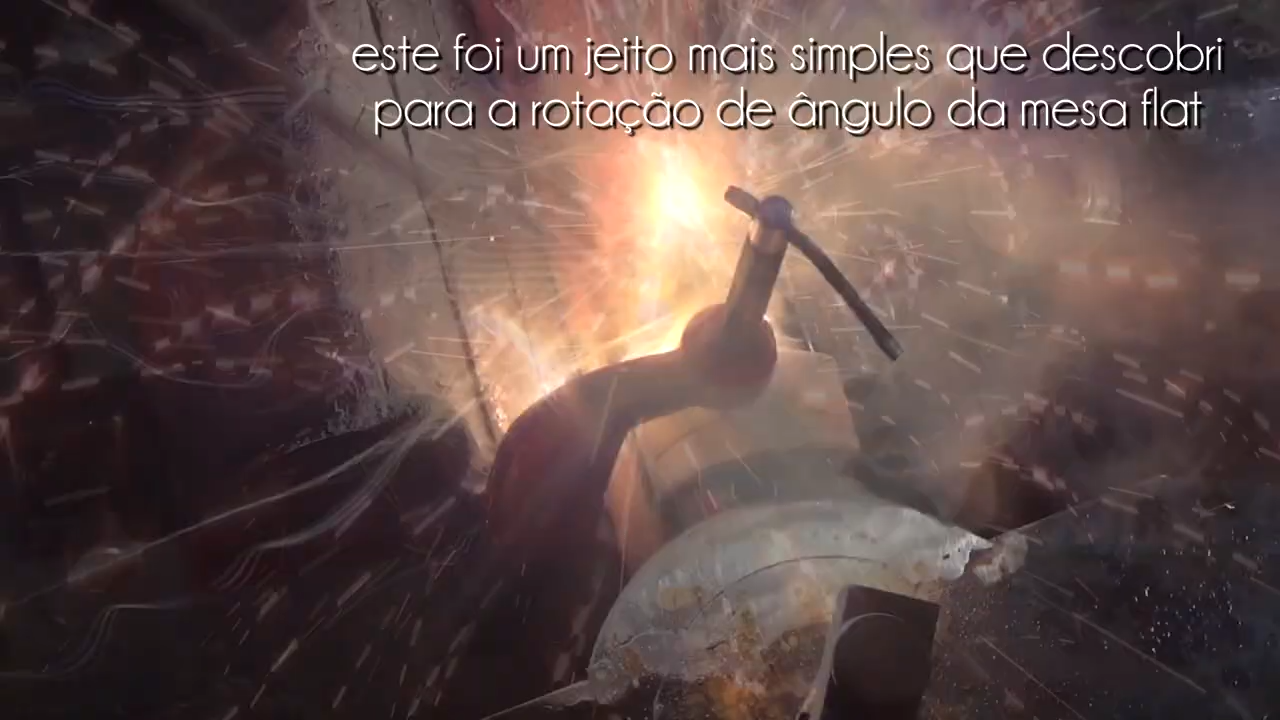 este foi um jeito mais simples que descobri
para a rotação de ângulo da mesa flat